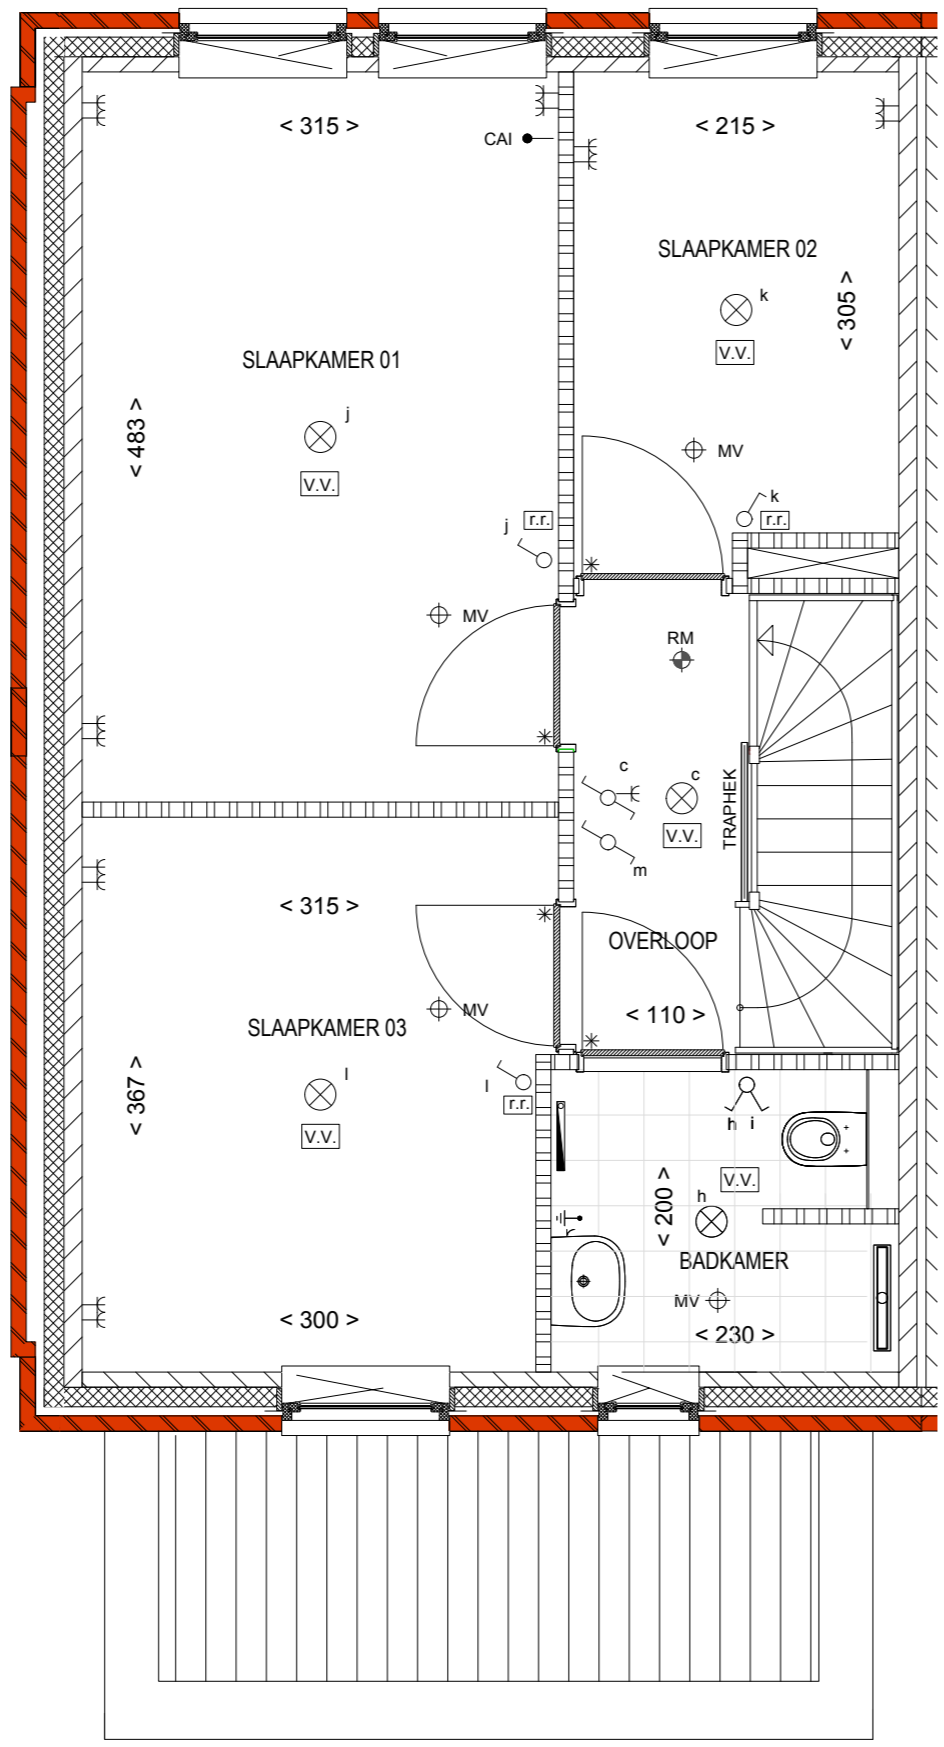 < 315 >
CAI
< 215 >
SLAAPKAMER 02
k
< 305 >
V.V.
SLAAPKAMER 01
j
< 483 >
V.V.
MV
k
r.r.
j
r.r.
MV
RM
c
c
V.V.
TRAPHEK
m
< 315 >
OVERLOOP
MV
< 110 >
SLAAPKAMER 03
l
V.V.
< 367 >
l
r.r.
h i
V.V.
h
< 200 >
r
BADKAMER
MV
< 300 >
< 230 >